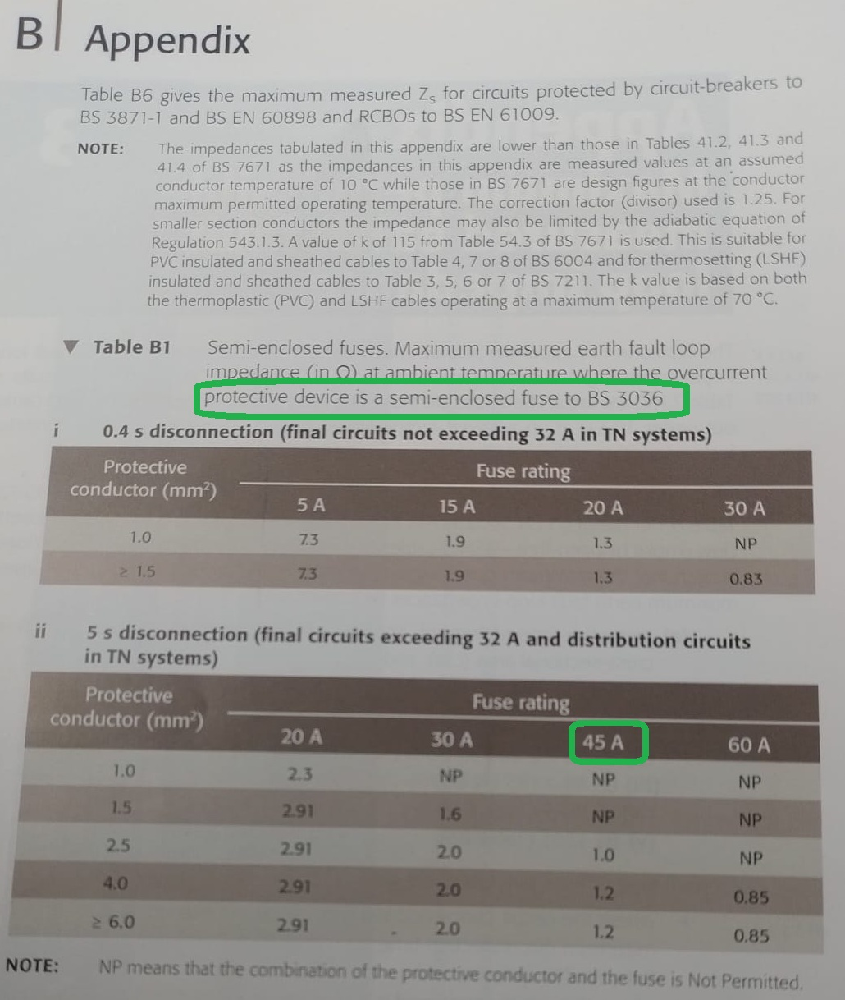 B Appendix
Table B6 gives the maximum measured Zs for circuits protected by circuit-breakers to
BS 3871-1 and BS EN 60898 and RCBOs to BS EN 61009.
NOTE: The impedances tabulated in this appendix are lower than those in Tables 41.2, 41.3 and
41.4 of BS 7671 as the impedances in this appendix are measured values at an assumed
conductor temperature of 10 °C while those in BS 7671 are design figures at the conductor
maximum permitted operating temperature. The correction factor (divisor) used is 1.25. For
smaller section conductors the impedance may also be limited by the adiabatic equation of
Regulation 543.1.3. A value of k of 115 from Table 54.3 of BS 7671 is used. This is suitable for
PVC insulated and sheathed cables to Table 4, 7 or 8 of BS 6004 and for thermosetting (LSHF)
insulated and sheathed cables to Table 3, 5, 6 or 7 of BS 7211. The k value is based on both
the thermoplastic (PVC) and LSHF cables operating at a maximum temperature of 70 °C.
▼ Table B1 Semi-enclosed fuses. Maximum measured earth fault loop
impedance (in Ω) at ambient temperature where the overcurrent
protective device is a semi-enclosed fuse to BS 3036
i 0.4 s disconnection (final circuits not exceeding 32 A in TN systems)
Protective Fuse rating
conductor (mm²)
5 A 15 A 20 A 30 A
1.0 7.3 1.9 1.3 NP
≥ 1.5 7.3 1.9 1.3 0.83
ii 5 s disconnection (final circuits exceeding 32 A and distribution circuits
in TN systems)
Protective Fuse rating
conductor (mm²)
20 A 30 A 45 A 60 A
1.0 2.3 NP NP NP
1.5 2.91 1.6 NP NP
2.5 2.91 2.0 1.0 NP
4.0 2.91 2.0 1.2 0.85
≥ 6.0 2.91 2.0 1.2 0.85
NOTE: NP means that the combination of the protective conductor and the fuse is Not Permitted.